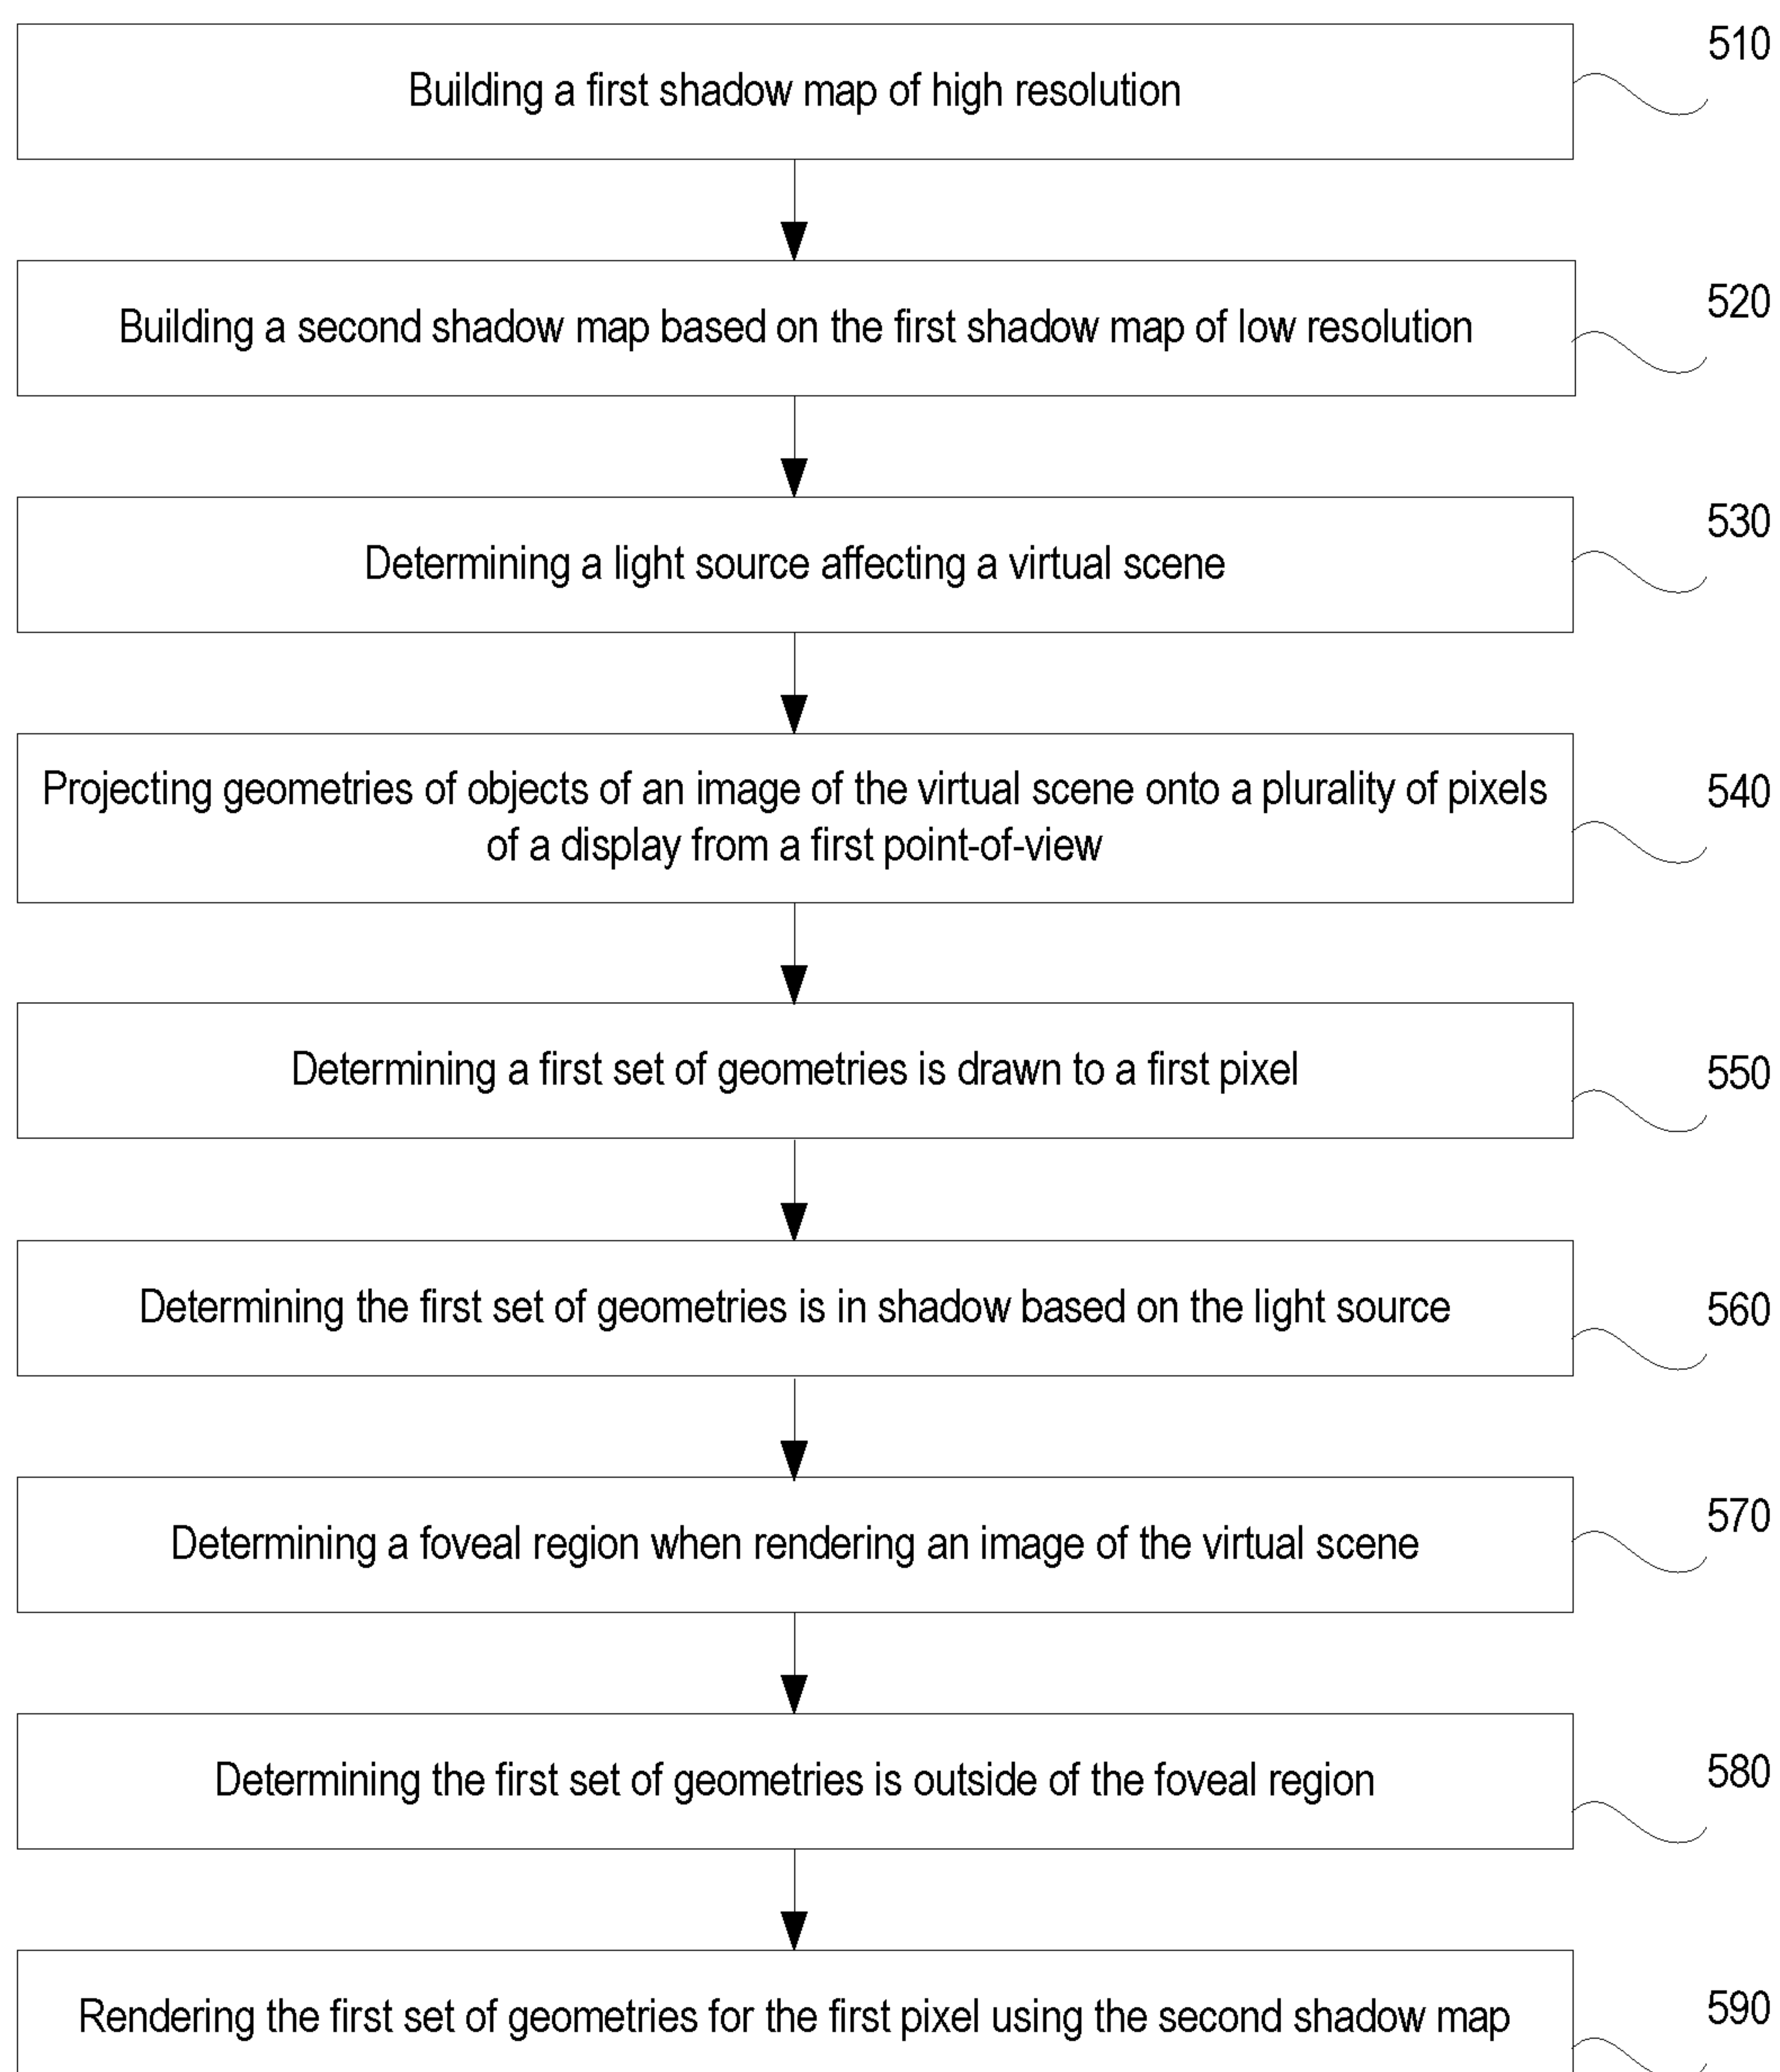 510
Building a first shadow map of high resolution
520
Building a second shadow map based on the first shadow map of low resolution
530
Determining a light source affecting a virtual scene
540
Projecting geometries of objects of an image of the virtual scene onto a plurality of pixels
of a display from a first point-of-view
550
Determining a first set of geometries is drawn to a first pixel
560
Determining the first set of geometries is in shadow based on the light source
570
Determining a foveal region when rendering an image of the virtual scene
580
Determining the first set of geometries is outside of the foveal region
590
Rendering the first set of geometries for the first pixel using the second shadow map